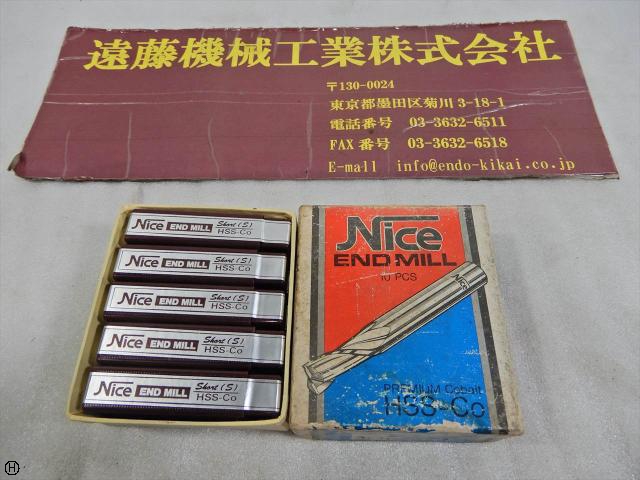 遠藤機械工業株式会社
〒130-0024
東京都墨田区菊川 3-18-1
電話番号 03-3632-6511
FAX番号 03-3632-6518
E-mail info@endo-kikai.co.jp
Nice END MILL Short (S) HSS-Co
Nice END MILL Short (S) HSS-Co
Nice END MILL Short (S) HSS-Co
Nice END MILL Short (S) HSS-Co
Nice END MILL Short (S) HSS-Co
Nice
END MILL
10 PCS
Nice
PREMIUM Cobalt
HSS-Co
H